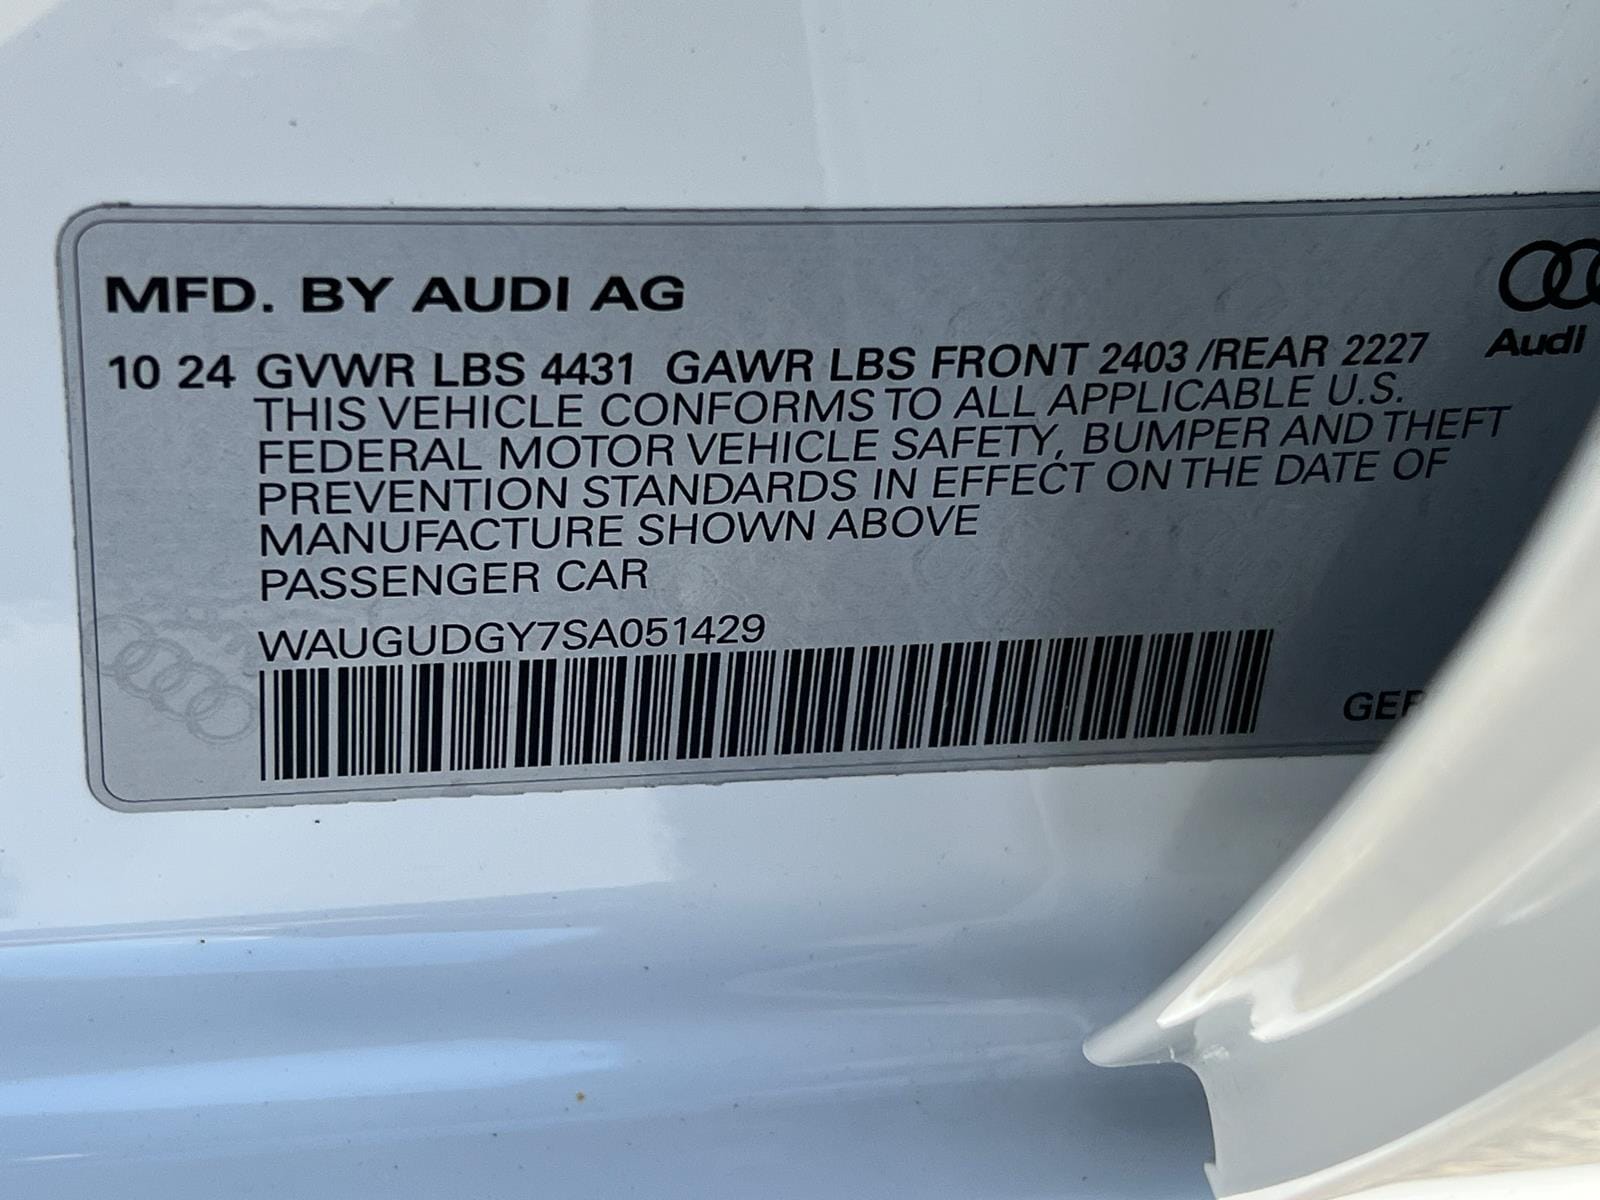 MFD. BY AUDI AG
Audi
10 24 GVWR LBS 4431 GAWR LBS FRONT 2403 /REAR 2227
THIS VEHICLE CONFORMS TO ALL APPLICABLE U.S.
FEDERAL MOTOR VEHICLE SAFETY, BUMPER AND THEFT
PREVENTION STANDARDS IN EFFECT ON THE DATE OF
MANUFACTURE SHOWN ABOVE
PASSENGER CAR
WAUGUDGY7SA051429